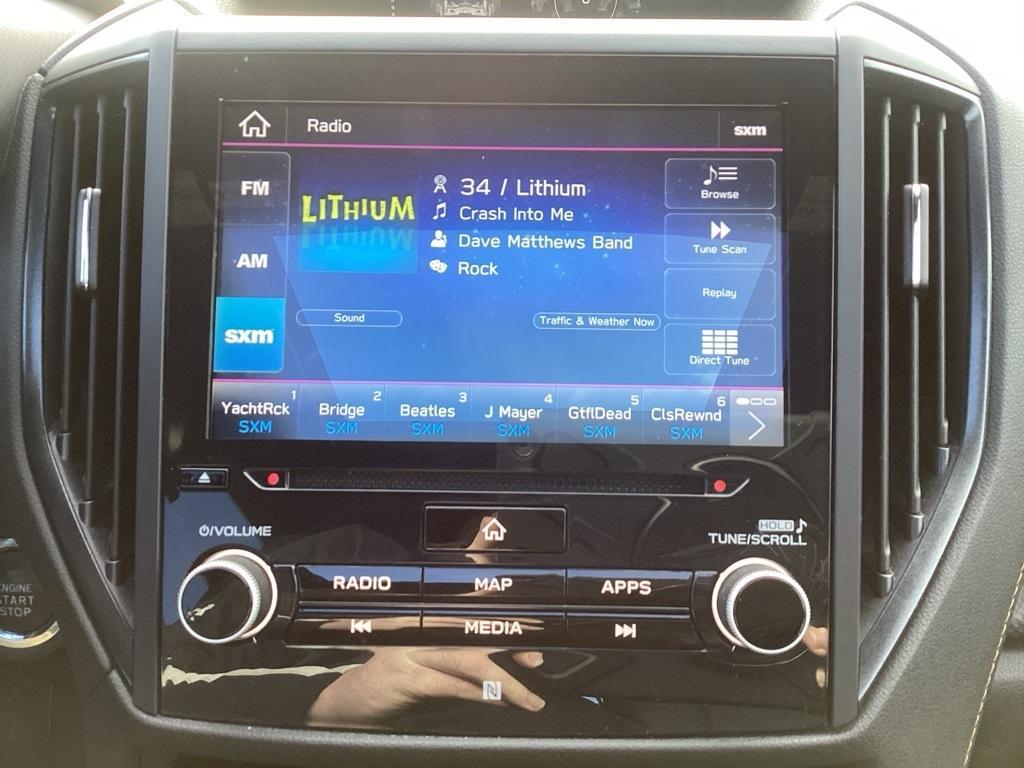 Radio
sxm
FM
AM
sxm
LITHIUM
34 / Lithium
Crash Into Me
Dave Matthews Band
Rock
Sound
Traffic & Weather Now
Browse
Tune Scan
Replay
Direct Tune
1 2 3 4 5 6
YachtRck Bridge Beatles J Mayer GtflDead ClsRewnd
SXM SXM SXM SXM SXM SXM
/VOLUME
HOLD
TUNE/SCROLL
RADIO MAP APPS
MEDIA
ENGINE
START
STOP
N